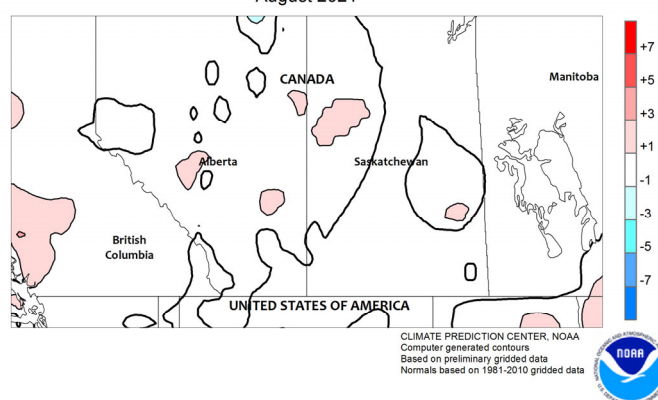 August 2021
CANADA
Manitoba
Alberta
Saskatchewan
British
Columbia
UNITED STATES OF AMERICA
+7
+5
+3
+1
-1
-3
-5
-7
CLIMATE PREDICTION CENTER, NOAA
Computer generated contours
Based on preliminary gridded data
Normals based on 1981-2010 gridded data
NOAA